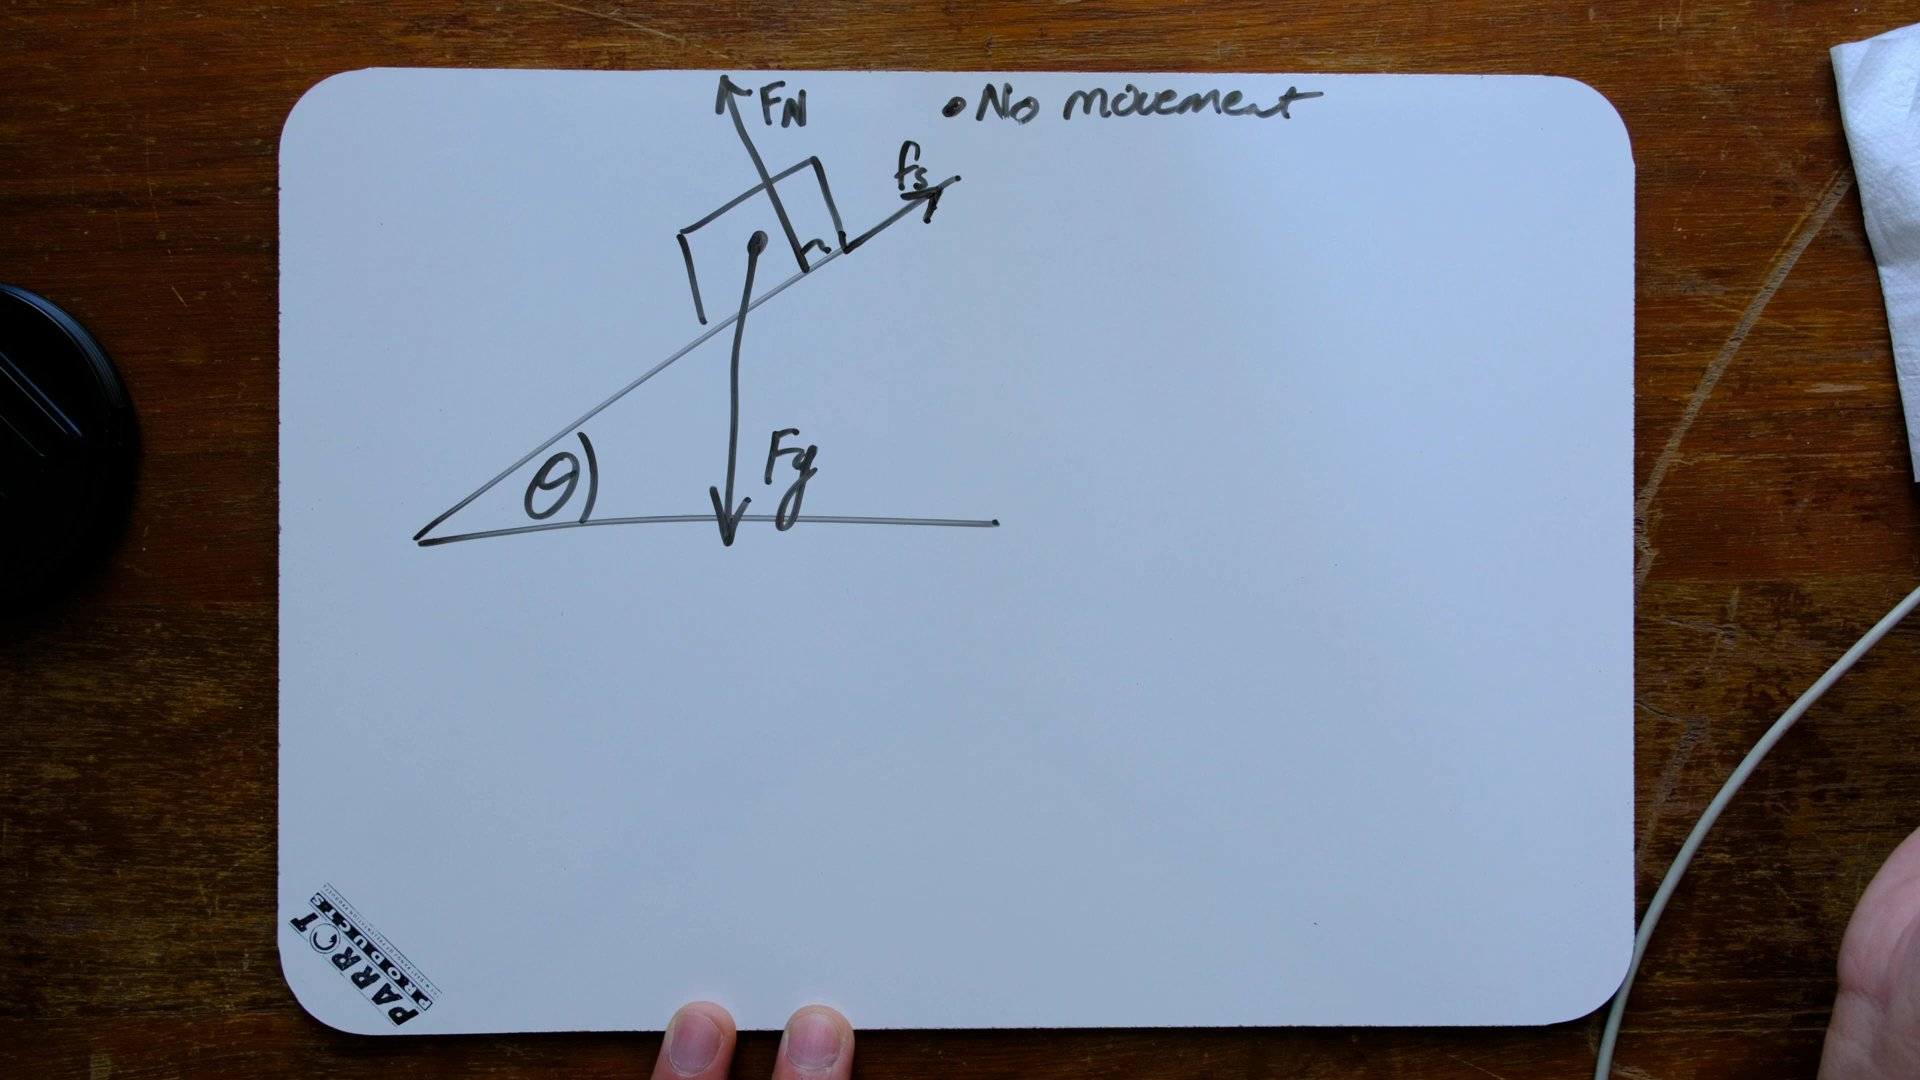 • No movement
FN
fs
θ
Fg
PARROT
PRODUCTS